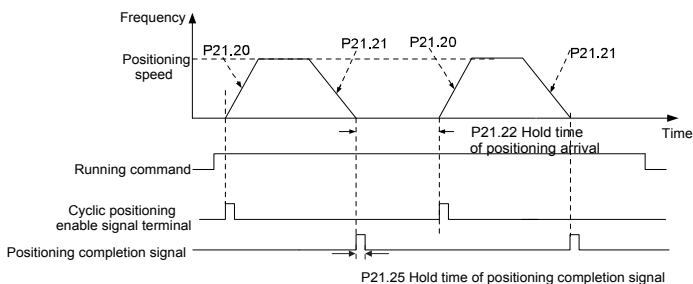 Frequency
P21.20
P21.21
P21.20
P21.21
Positioning
speed
P21.22 Hold time
of positioning arrival
Time
Running command
Cyclic positioning
enable signal terminal
Positioning completion signal
P21.25 Hold time of positioning completion signal